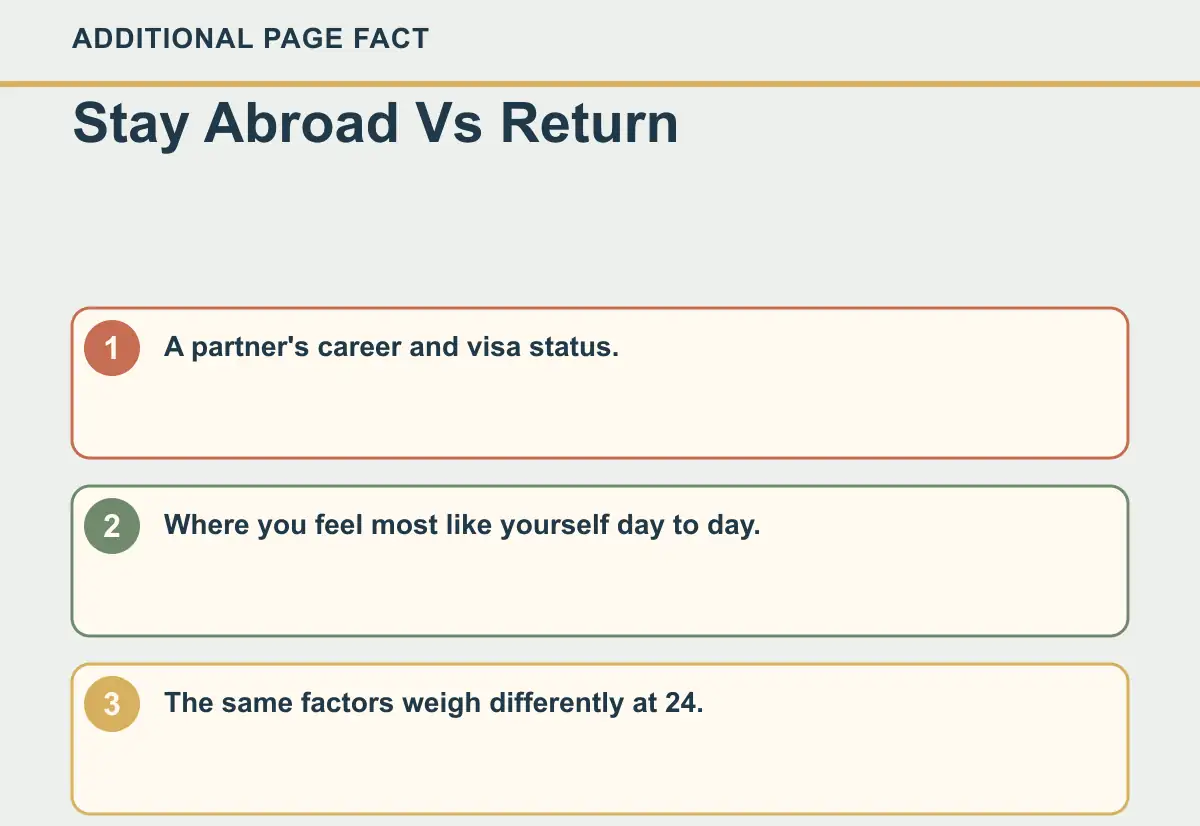 ADDITIONAL PAGE FACT
Stay Abroad Vs Return
1 A partner's career and visa status.
2 Where you feel most like yourself day to day.
3 The same factors weigh differently at 24.